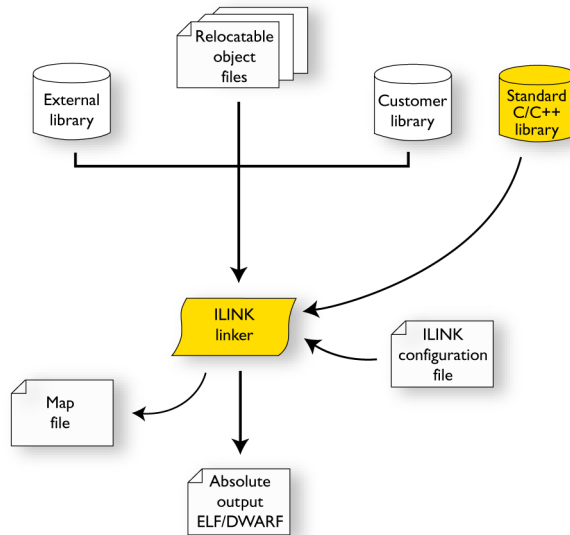 Relocatable
object
files
External
library
Customer
library
Standard
C/C++
library
ILINK
linker
ILINK
configuration
file
Map
file
Absolute
output
ELF/DWARF